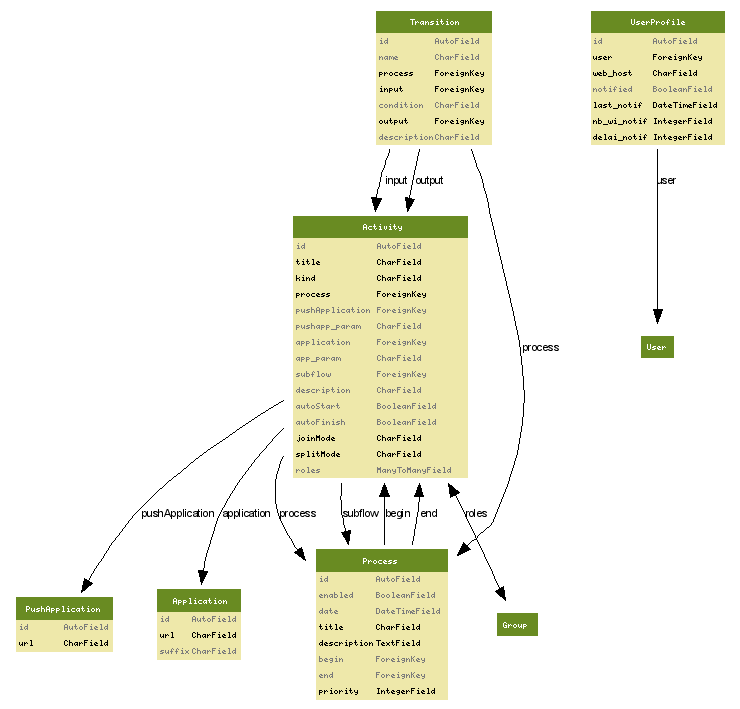 Transition
id AutoField
name CharField
process ForeignKey
input ForeignKey
condition CharField
output ForeignKey
description CharField
UserProfile
id AutoField
user ForeignKey
web_host CharField
notified BooleanField
last_notif DateTimeField
nb_wi_notif IntegerField
delai_notif IntegerField
input
output
user
Activity
id AutoField
title CharField
kind CharField
process ForeignKey
pushApplication ForeignKey
pushapp_param CharField
application ForeignKey
app_param CharField
subflow ForeignKey
description CharField
autoStart BooleanField
autoFinish BooleanField
joinMode CharField
splitMode CharField
roles ManyToManyField
process
User
pushApplication
application
process
subflow
begin
end
roles
PushApplication
id AutoField
url CharField
Application
id AutoField
url CharField
suffix CharField
Process
id AutoField
enabled BooleanField
date DateTimeField
title CharField
description TextField
begin ForeignKey
end ForeignKey
priority IntegerField
Group